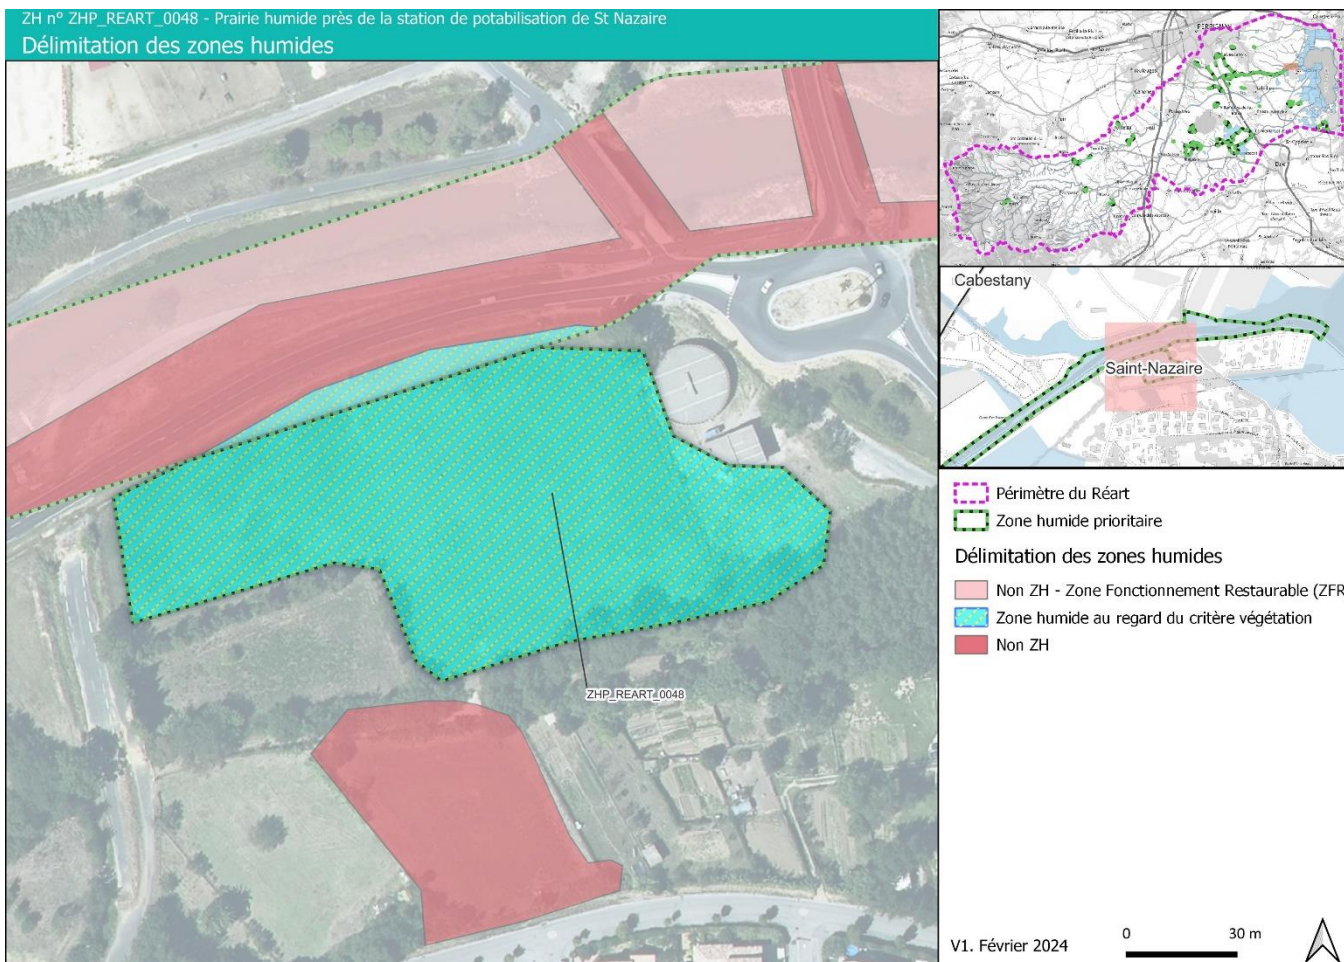 ZH n° ZHP_REART_0048 - Prairie humide près de la station de potabilisation de St Nazaire
Délimitation des zones humides
ZHP_REART_0048
PERPIGNAN
Cabestany
Saint-Nazaire
Périmètre du Réart
Zone humide prioritaire
Délimitation des zones humides
Non ZH - Zone Fonctionnement Restaurable (ZFR
Zone humide au regard du critère végétation
Non ZH
V1. Février 2024
0 30 m